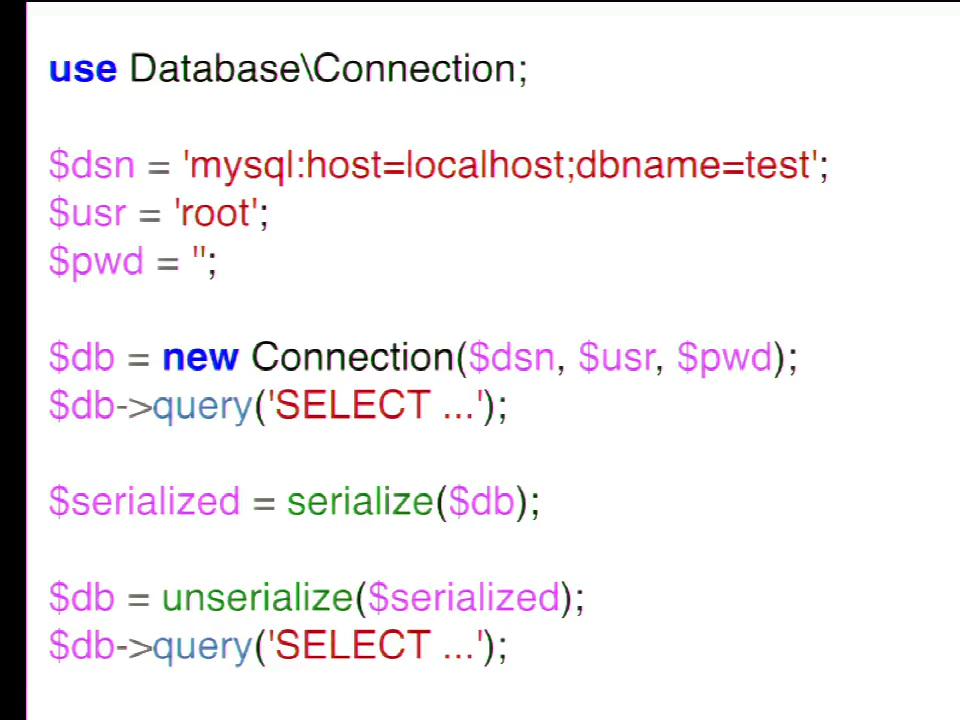 use Database\Connection;
$dsn = 'mysql:host=localhost;dbname=test';
$usr = 'root';
$pwd = '';
$db = new Connection($dsn, $usr, $pwd);
$db->query('SELECT ...');
$serialized = serialize($db);
$db = unserialize($serialized);
$db->query('SELECT ...');